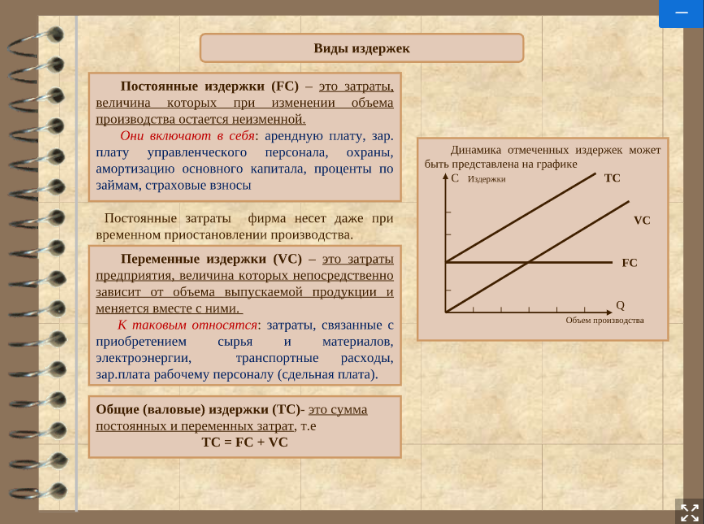 Виды издержек
Постоянные издержки (FC) – это затраты,
величина которых при изменении объема
производства остается неизменной.
Они включают в себя: арендную плату, зар.
плату управленческого персонала, охраны,
амортизацию основного капитала, проценты по
займам, страховые взносы
Постоянные затраты фирма несет даже при
временном приостановлении производства.
Переменные издержки (VC) – это затраты
предприятия, величина которых непосредственно
зависит от объема выпускаемой продукции и
меняется вместе с ними.
К таковым относятся: затраты, связанные с
приобретением сырья и материалов,
электроэнергии, транспортные расходы,
зар.плата рабочему персоналу (сдельная плата).
Общие (валовые) издержки (ТС)- это сумма
постоянных и переменных затрат, т.е
TC = FC + VC
Динамика отмеченных издержек может
быть представлена на графике
C Издержки
TC
VC
FC
Q
Объем производства